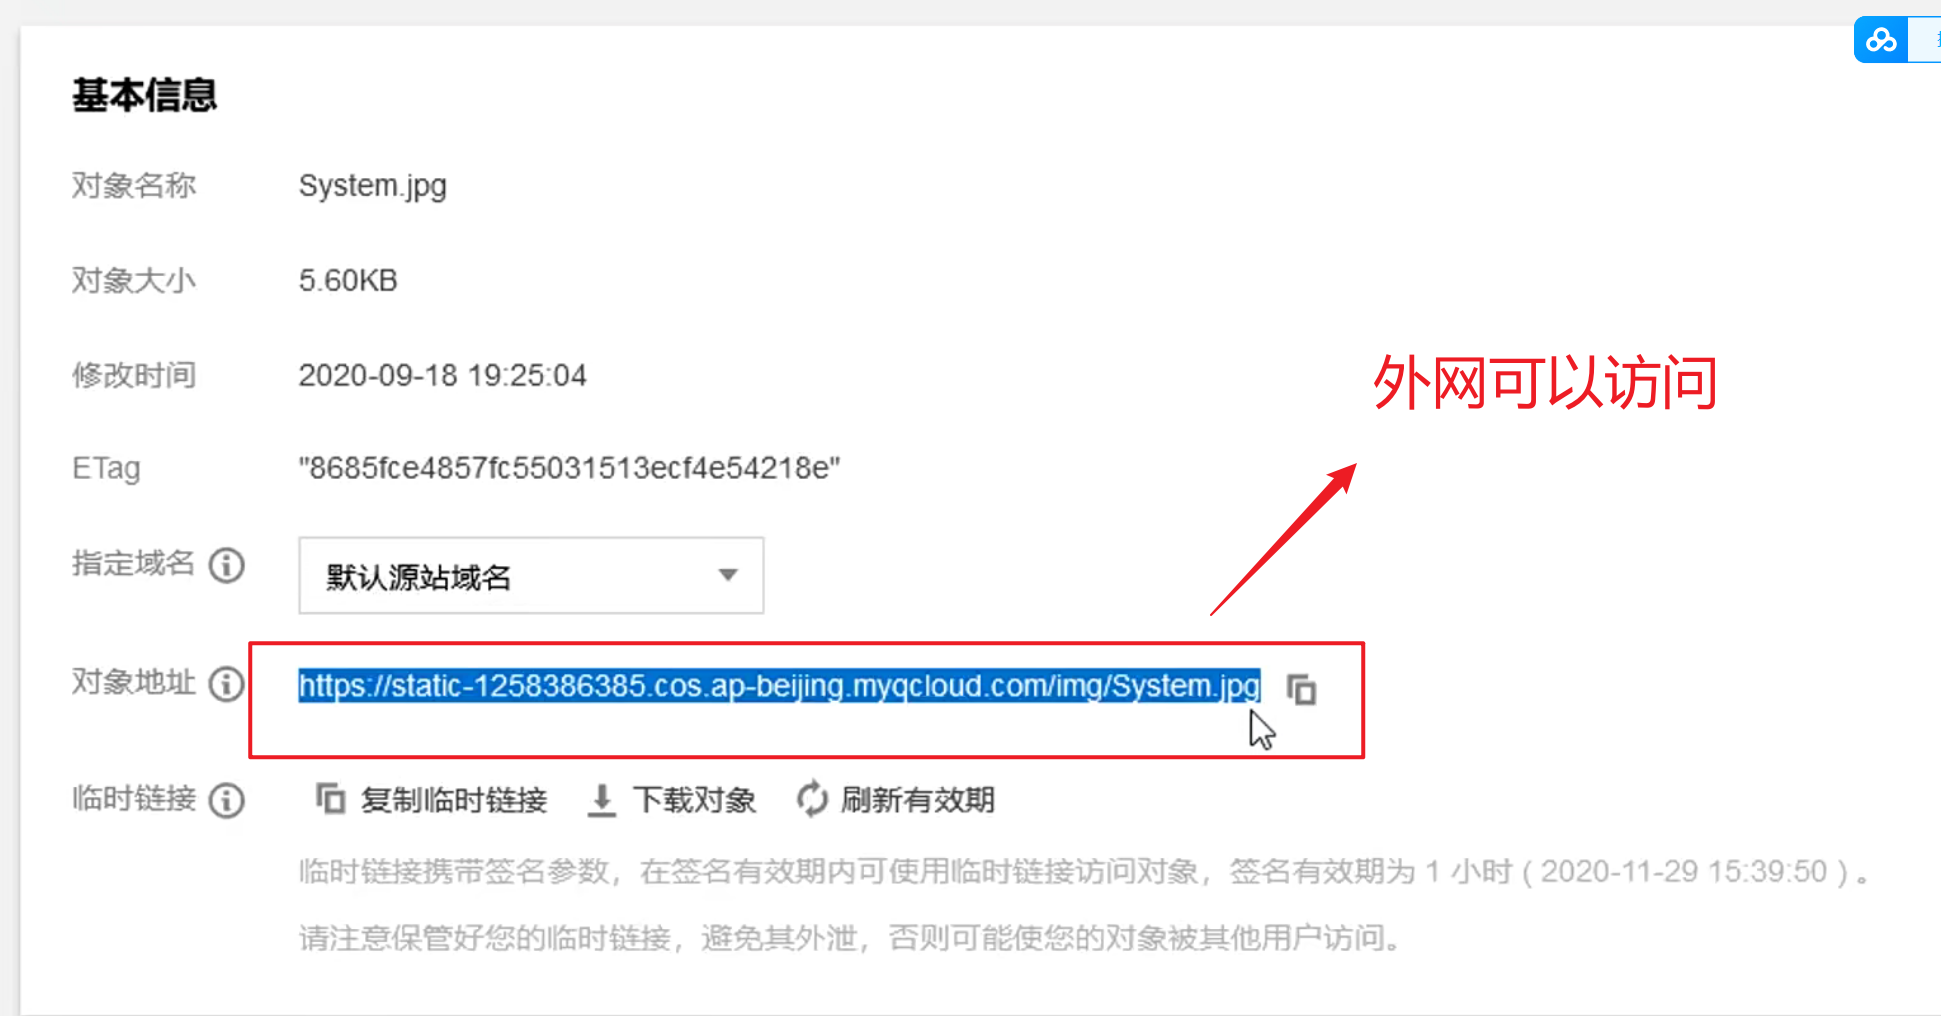 基本信息
对象名称 System.jpg
对象大小 5.60KB
修改时间 2020-09-18 19:25:04
外网可以访问
ETag "8685fce4857fc55031513ecf4e54218e"
指定域名 默认源站域名
对象地址 https://static-1258386385.cos.ap-beijing.myqcloud.com/img/System.jpg
临时链接 复制临时链接 下载对象 刷新有效期
临时链接携带签名参数，在签名有效期内可使用临时链接访问对象，签名有效期为 1 小时 ( 2020-11-29 15:39:50 ) 。
请注意保管好您的临时链接，避免其外泄，否则可能使您的对象被其他用户访问。